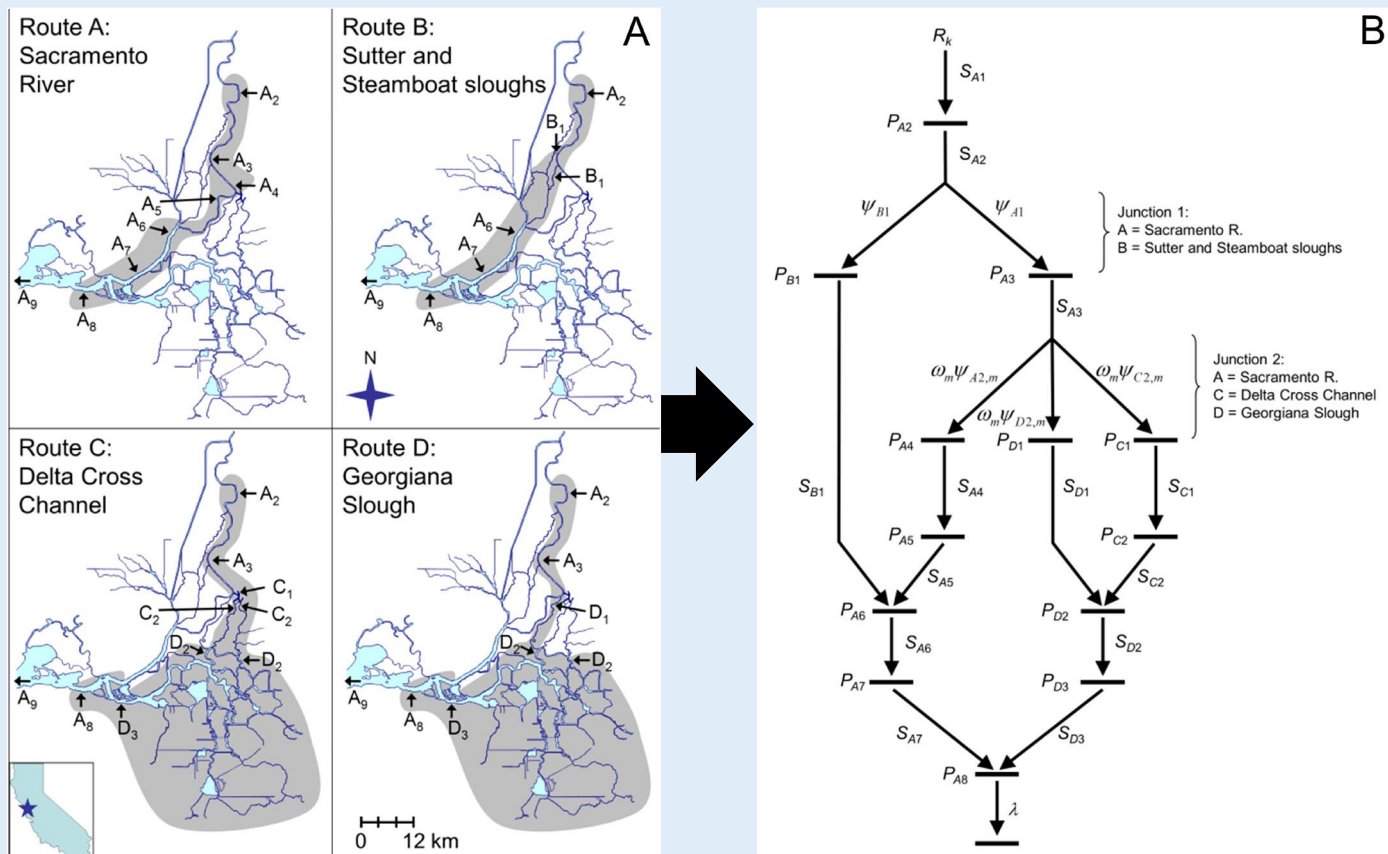 A
Route A:
Sacramento
River
A2
A3
A4
A5
A6
A7
A9
A8
Route B:
Sutter and
Steamboat sloughs
A2
B1
B1
A6
A7
A9
A8
N
Route C:
Delta Cross
Channel
A2
A3
C1
C2
C2
D2
D2
A9
A8
D3
Route D:
Georgiana
Slough
A2
A3
D1
D2
D2
A9
A8
D3
0 12 km
B
Rk
SA1
PA2
SA2
ψB1 ψA1
Junction 1:
A = Sacramento R.
B = Sutter and Steamboat sloughs
PB1 PA3
SA3
ωmψA2,m ωmψC2,m
ωmψD2,m
Junction 2:
A = Sacramento R.
C = Delta Cross Channel
D = Georgiana Slough
PA4 PD1 PC1
SB1 SA4 SD1 SC1
PA5 PC2
SA5 SC2
PA6 PD2
SA6 SD2
PA7 PD3
SA7 SD3
PA8
λ